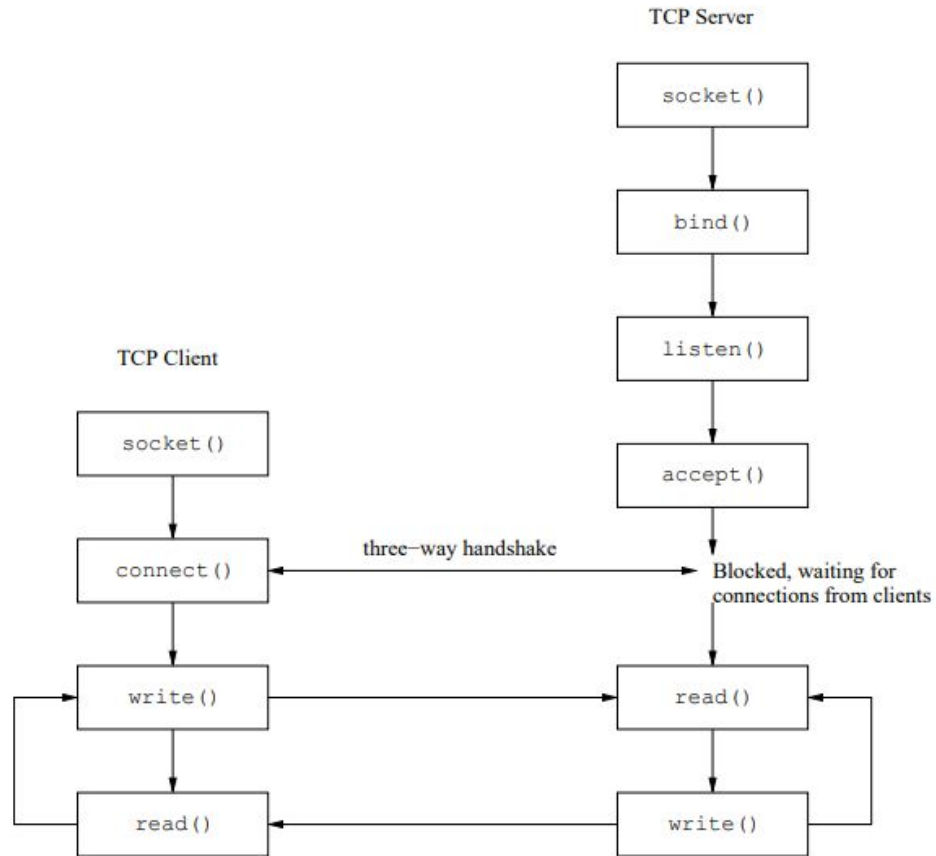 TCP Server
socket()
bind()
listen()
TCP Client
socket()
accept()
three−way handshake
connect()
Blocked, waiting for
connections from clients
write()
read()
read()
write()